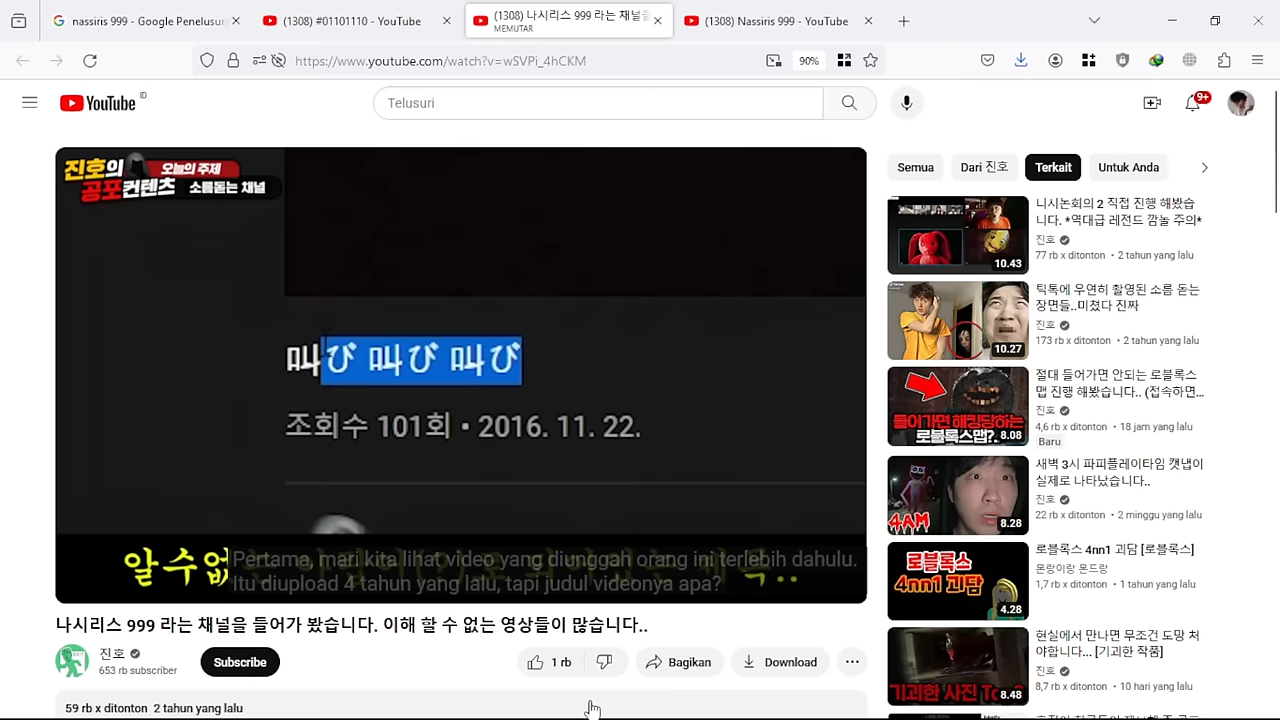 nassiris 999 - Google Penelusur
(1308) #01101110 - YouTube
(1308) 나시리스 999 라는 채널을
MEMUTAR
(1308) Nassiris 999 - YouTube
https://www.youtube.com/watch?v=wSVPi_4hCKM
90%
YouTube ID
Telusuri
9+
진호의
공포컨텐츠
오늘의 주제
소름돋는 채널
叫び 叫び 叫び
조회수 101회 • 2016. 11. 22.
알수없
Pertama, mari kita lihat video yang diunggah orang ini terlebih dahulu.
Ini diupload 4 tahun yang lalu, tapi judul videonya apa?
나시리스 999 라는 채널을 들어가 봤습니다. 이해 할 수 없는 영상들이 많습니다..
진호
653 rb subscriber
Subscribe
1 rb
Bagikan
Download
59 rb x ditonton 2 tahun yang lalu
Semua
Dari 진호
Terkait
Untuk Anda
니시논회의 2 직접 진행 해봤습
니다. *역대급 레전드 깜놀 주의*
진호
77 rb x ditonton • 2 tahun yang lalu
10.43
틱톡에 우연히 촬영된 소름 돋는
장면들..미쳤다 진짜
진호
173 rb x ditonton • 2 tahun yang lalu
10.27
절대 들어가면 안되는 로블록스
맵 진행 해봤습니다.. (접속하면...
진호
4,6 rb x ditonton • 18 jam yang lalu
Baru
들어가면 해킹당하는
로블록스맵?..
8.08
새벽 3시 파피플레이타임 캣냅이
실제로 나타났습니다..
진호
22 rb x ditonton • 2 minggu yang lalu
4AM
8.28
로블록스 4nn1 괴담 [로블록스]
몬랑이랑 몬드랑
1,7 rb x ditonton • 1 tahun yang lalu
로블록스
4nn1 괴담
4.28
현실에서 만나면 무조건 도망 처
야합니다... [기괴한 작품]
진호
8,7 rb x ditonton • 10 hari yang lalu
기괴한 사진
8.48